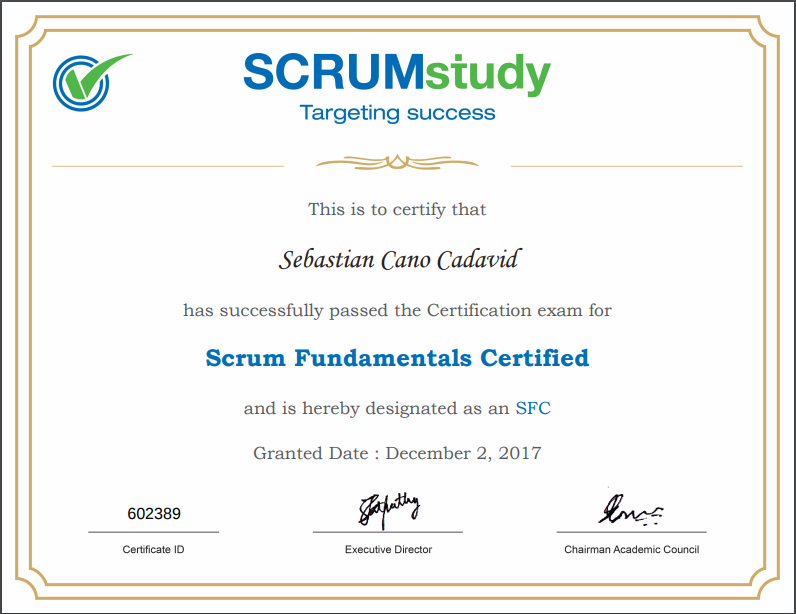 SCRUMstudy
Targeting success
This is to certify that
Sebastian Cano Cadavid
has successfully passed the Certification exam for
Scrum Fundamentals Certified
and is hereby designated as an SFC
Granted Date : December 2, 2017
602389
Certificate ID
Executive Director
Chairman Academic Council